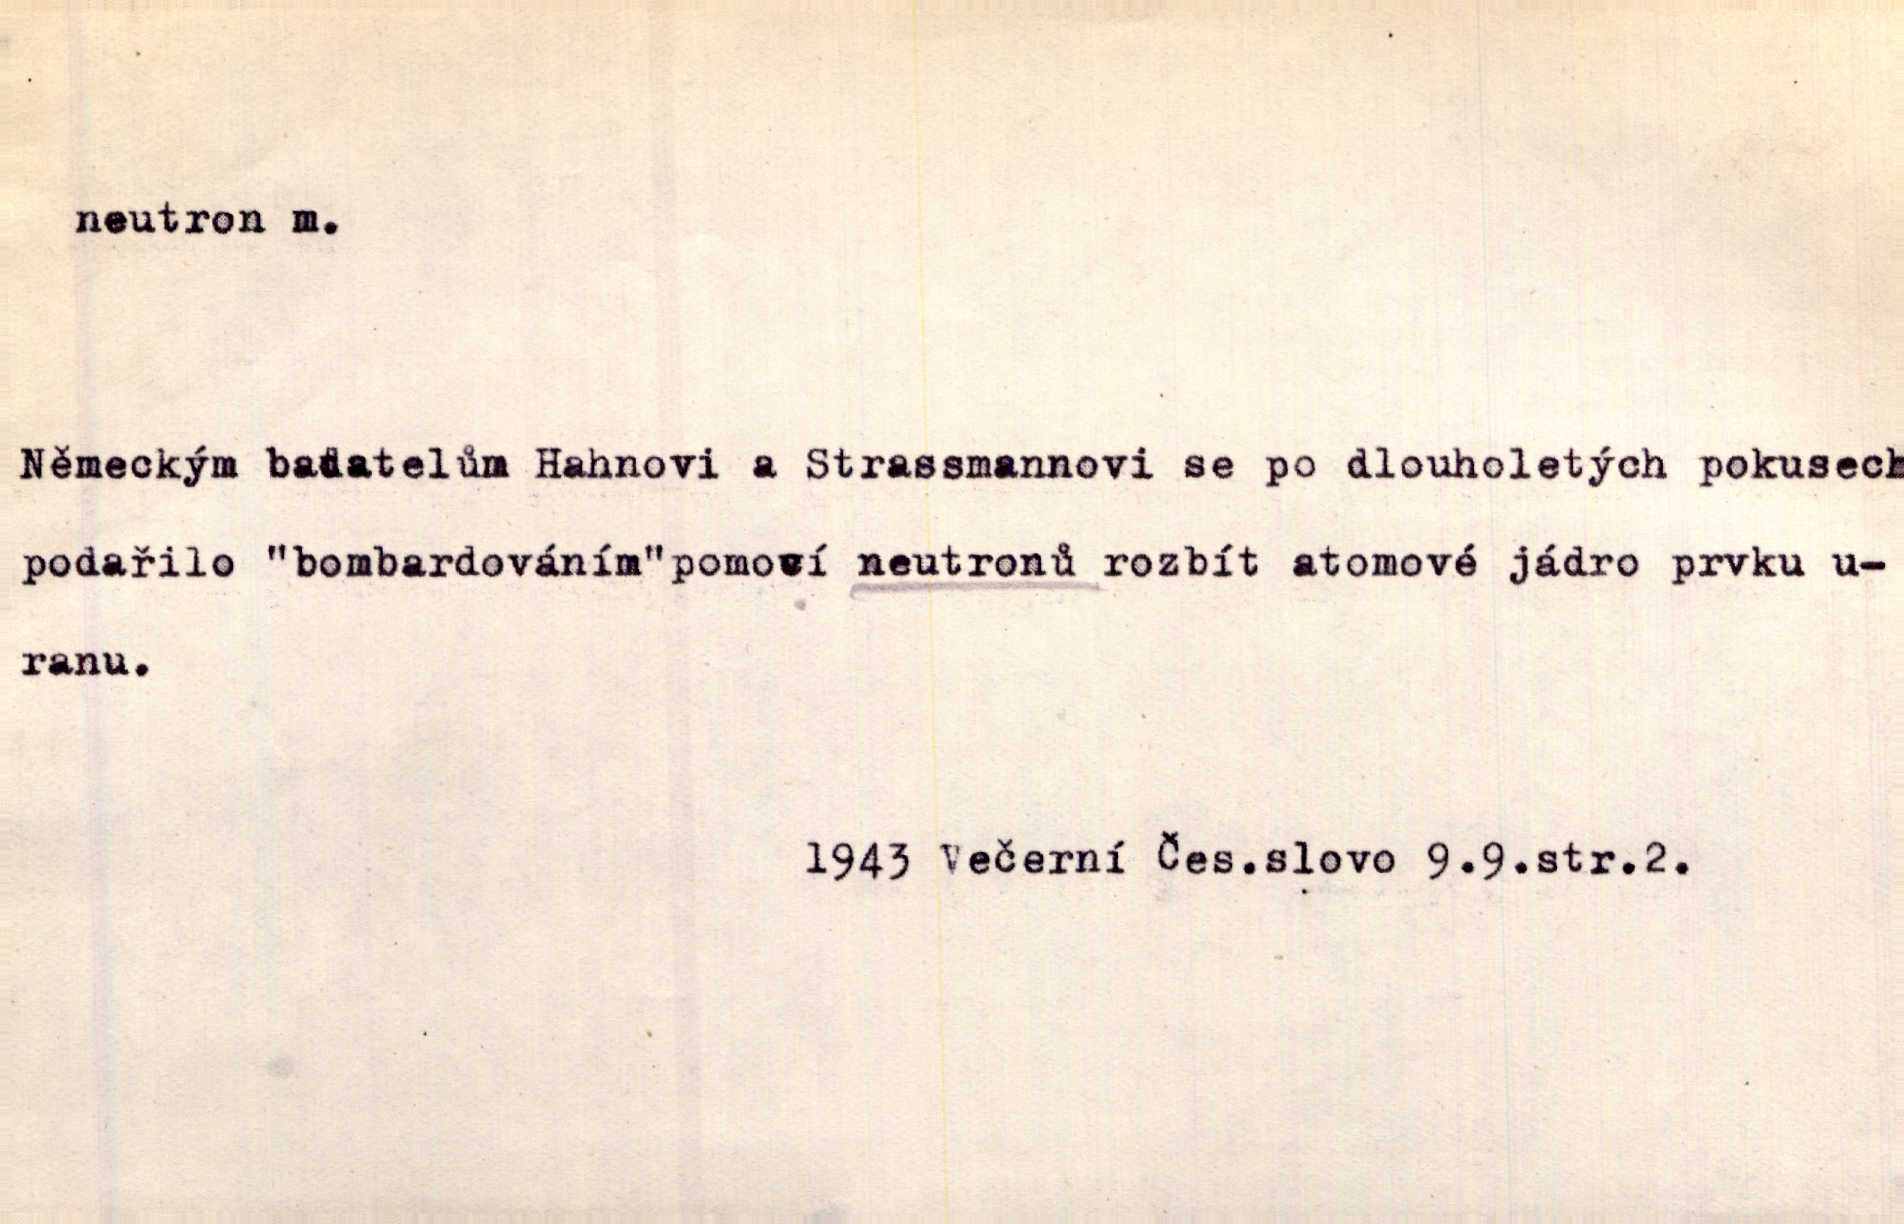 neutron m.
Německým badatelům Hahnovi a Strassmannovi se po dlouholetých pokusech
podařilo "bombardováním"pomocí neutronů rozbít atomové jádro prvku u-
ranu.
1943 Večerní Čes.slovo 9.9.str.2.